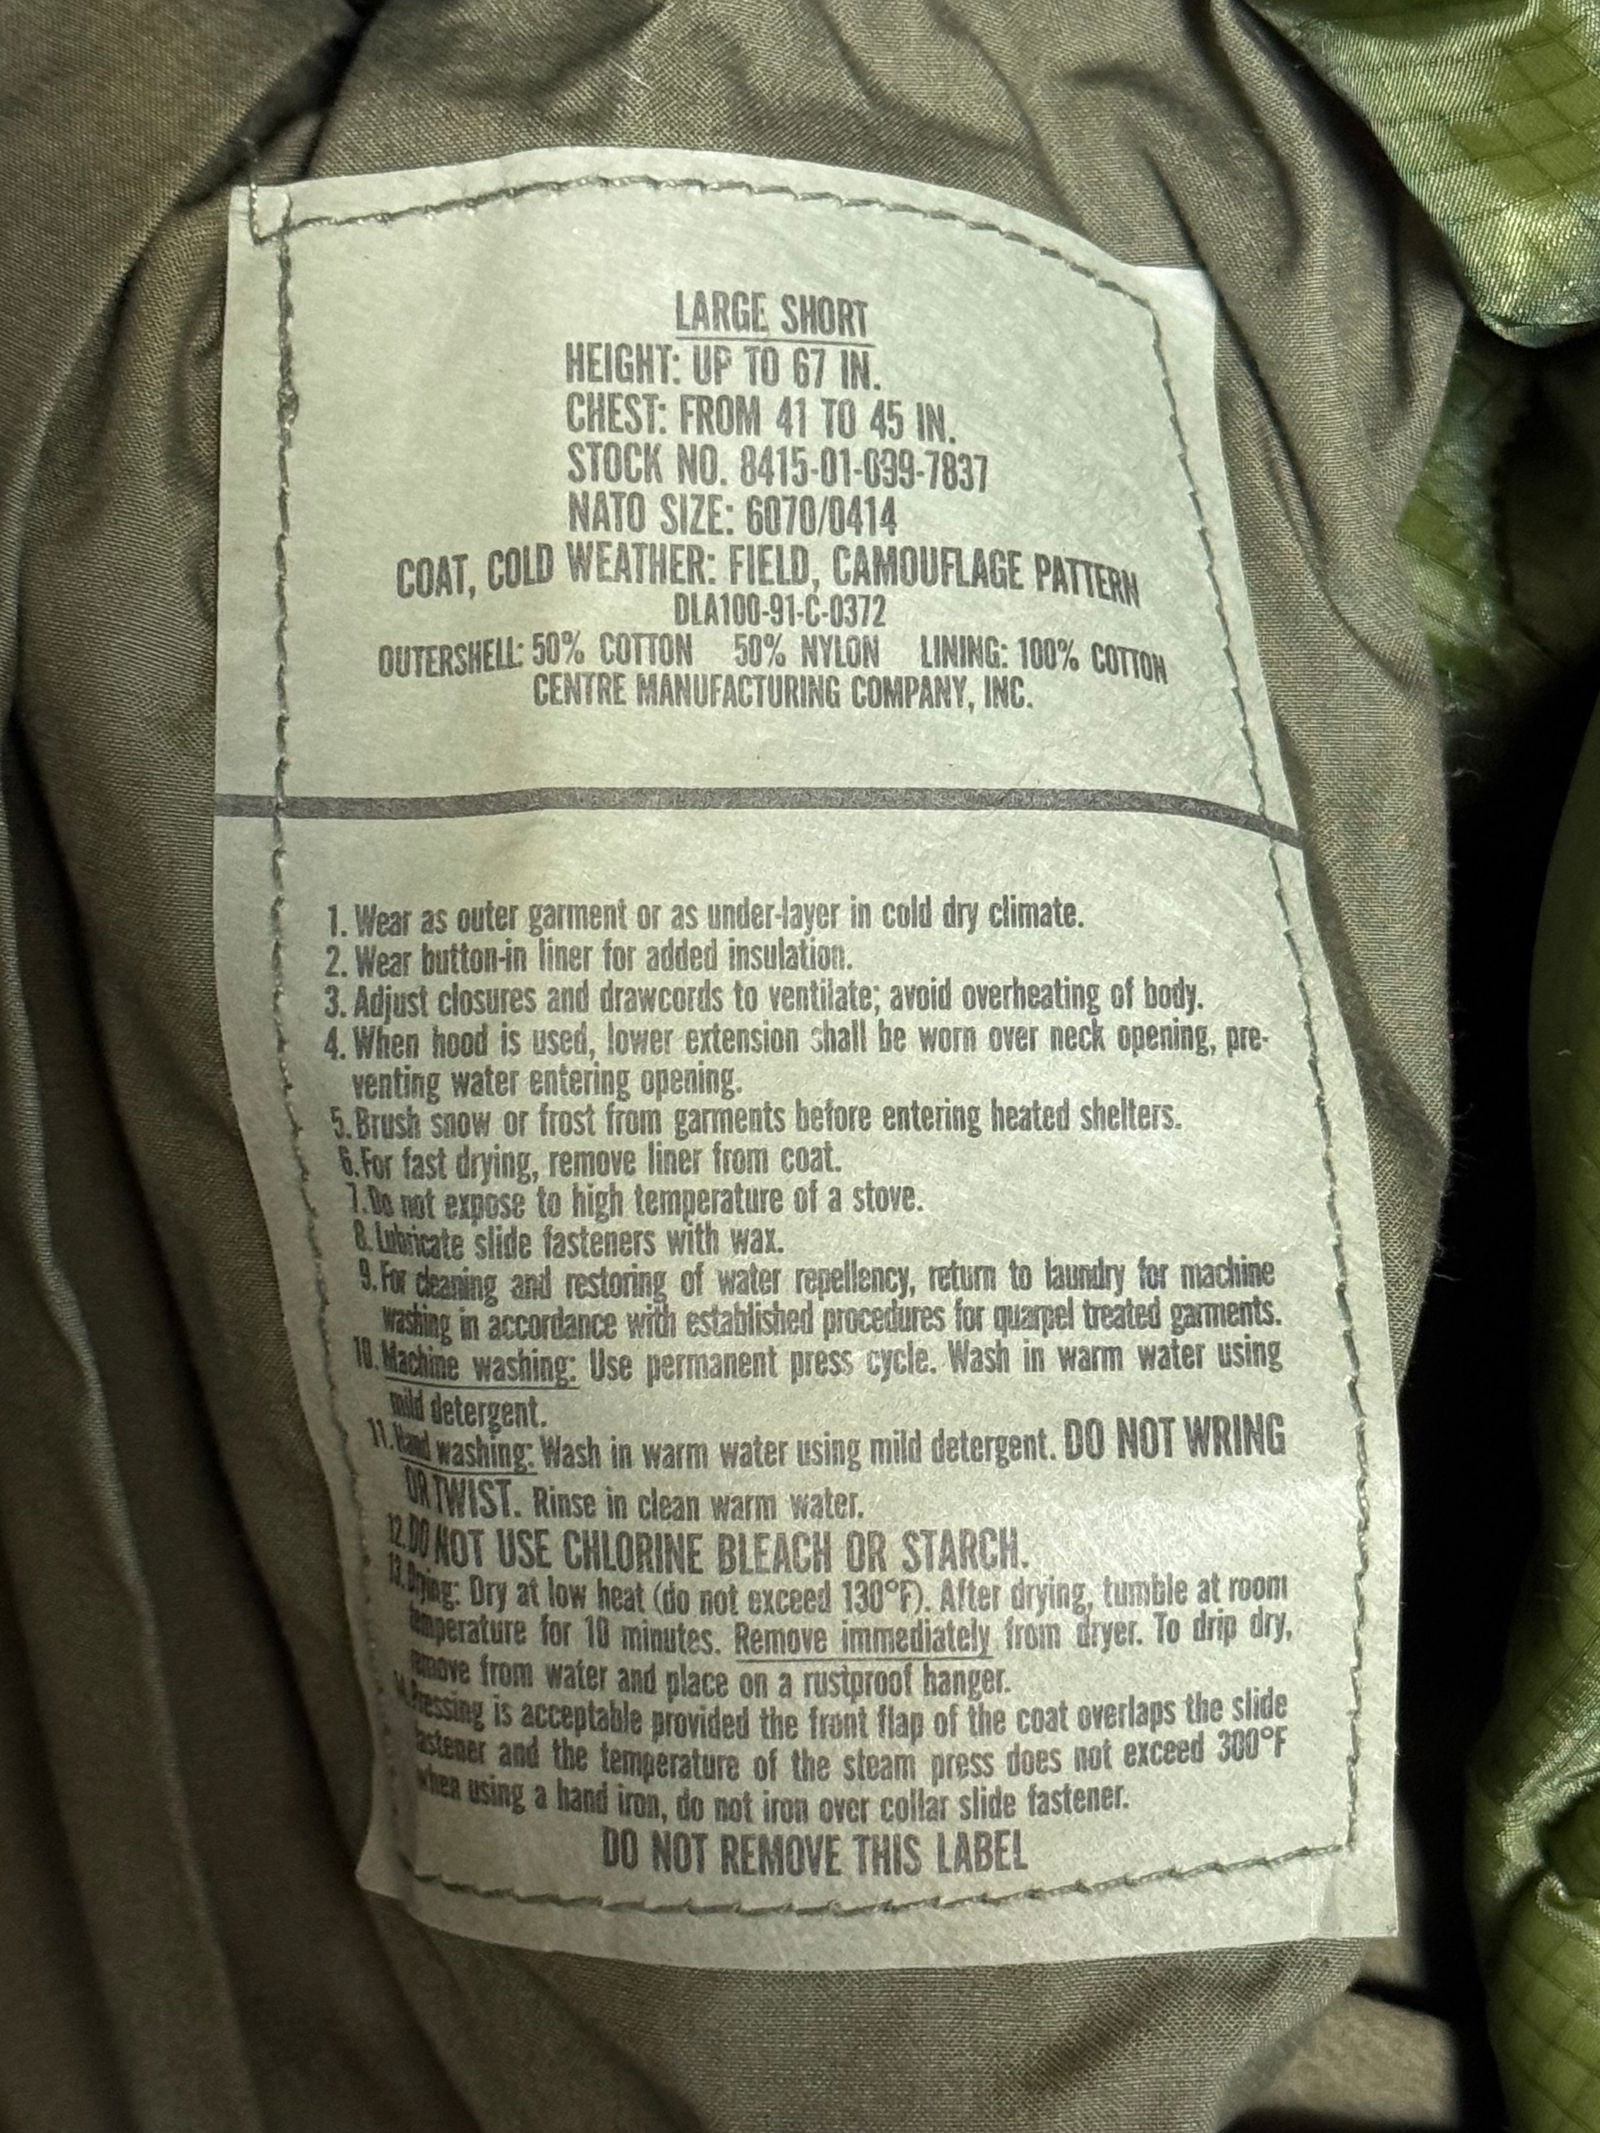 LARGE SHORT
HEIGHT: UP TO 67 IN.
CHEST: FROM 41 TO 45 IN.
STOCK NO. 8415-01-099-7837
NATO SIZE: 6070/0414
COAT, COLD WEATHER: FIELD, CAMOUFLAGE PATTERN
DLA100-91-C-0372
OUTERSHELL: 50% COTTON 50% NYLON LINING: 100% COTTON
CENTRE MANUFACTURING COMPANY, INC.
1. Wear as outer garment or as under-layer in cold dry climate.
2. Wear button-in liner for added insulation.
3. Adjust closures and drawcords to ventilate; avoid overheating of body.
4. When hood is used, lower extension shall be worn over neck opening, pre-
venting water entering opening.
5. Brush snow or frost from garments before entering heated shelters.
6. For fast drying, remove liner from coat.
7. Do not expose to high temperature of a stove.
8. Lubricate slide fasteners with wax.
9. For cleaning and restoring of water repellency, return to laundry for machine
washing in accordance with established procedures for quarpel treated garments.
10. Machine washing: Use permanent press cycle. Wash in warm water using
mild detergent.
11. Hand washing: Wash in warm water using mild detergent. DO NOT WRING
OR TWIST. Rinse in clean warm water.
12. DO NOT USE CHLORINE BLEACH OR STARCH.
13. Drying: Dry at low heat (do not exceed 130°F). After drying, tumble at room
temperature for 10 minutes. Remove immediately from dryer. To drip dry,
remove from water and place on a rustproof hanger.
14. Pressing is acceptable provided the front flap of the coat overlaps the slide
fastener and the temperature of the steam press does not exceed 300°F
when using a hand iron, do not iron over collar slide fastener.
DO NOT REMOVE THIS LABEL